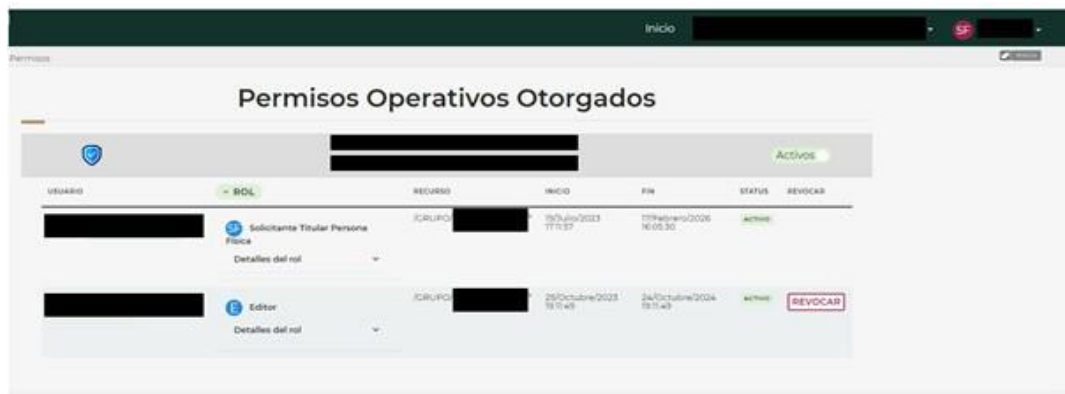 Inicio
SF
Permisos
Permisos Operativos Otorgados
Activos
USUARIO ROL RECURSO INICIO FIN STATUS REVOCAR
SF Solicitante Titular Persona Física
/GRUPO/
19/Julio/2023
17:11:57
17/Febrero/2026
16:05:30
ACTIVO
Detalles del rol
E Editor
/GRUPO/
25/Octubre/2023
19:11:49
24/Octubre/2024
19:11:49
ACTIVO
REVOCAR
Detalles del rol